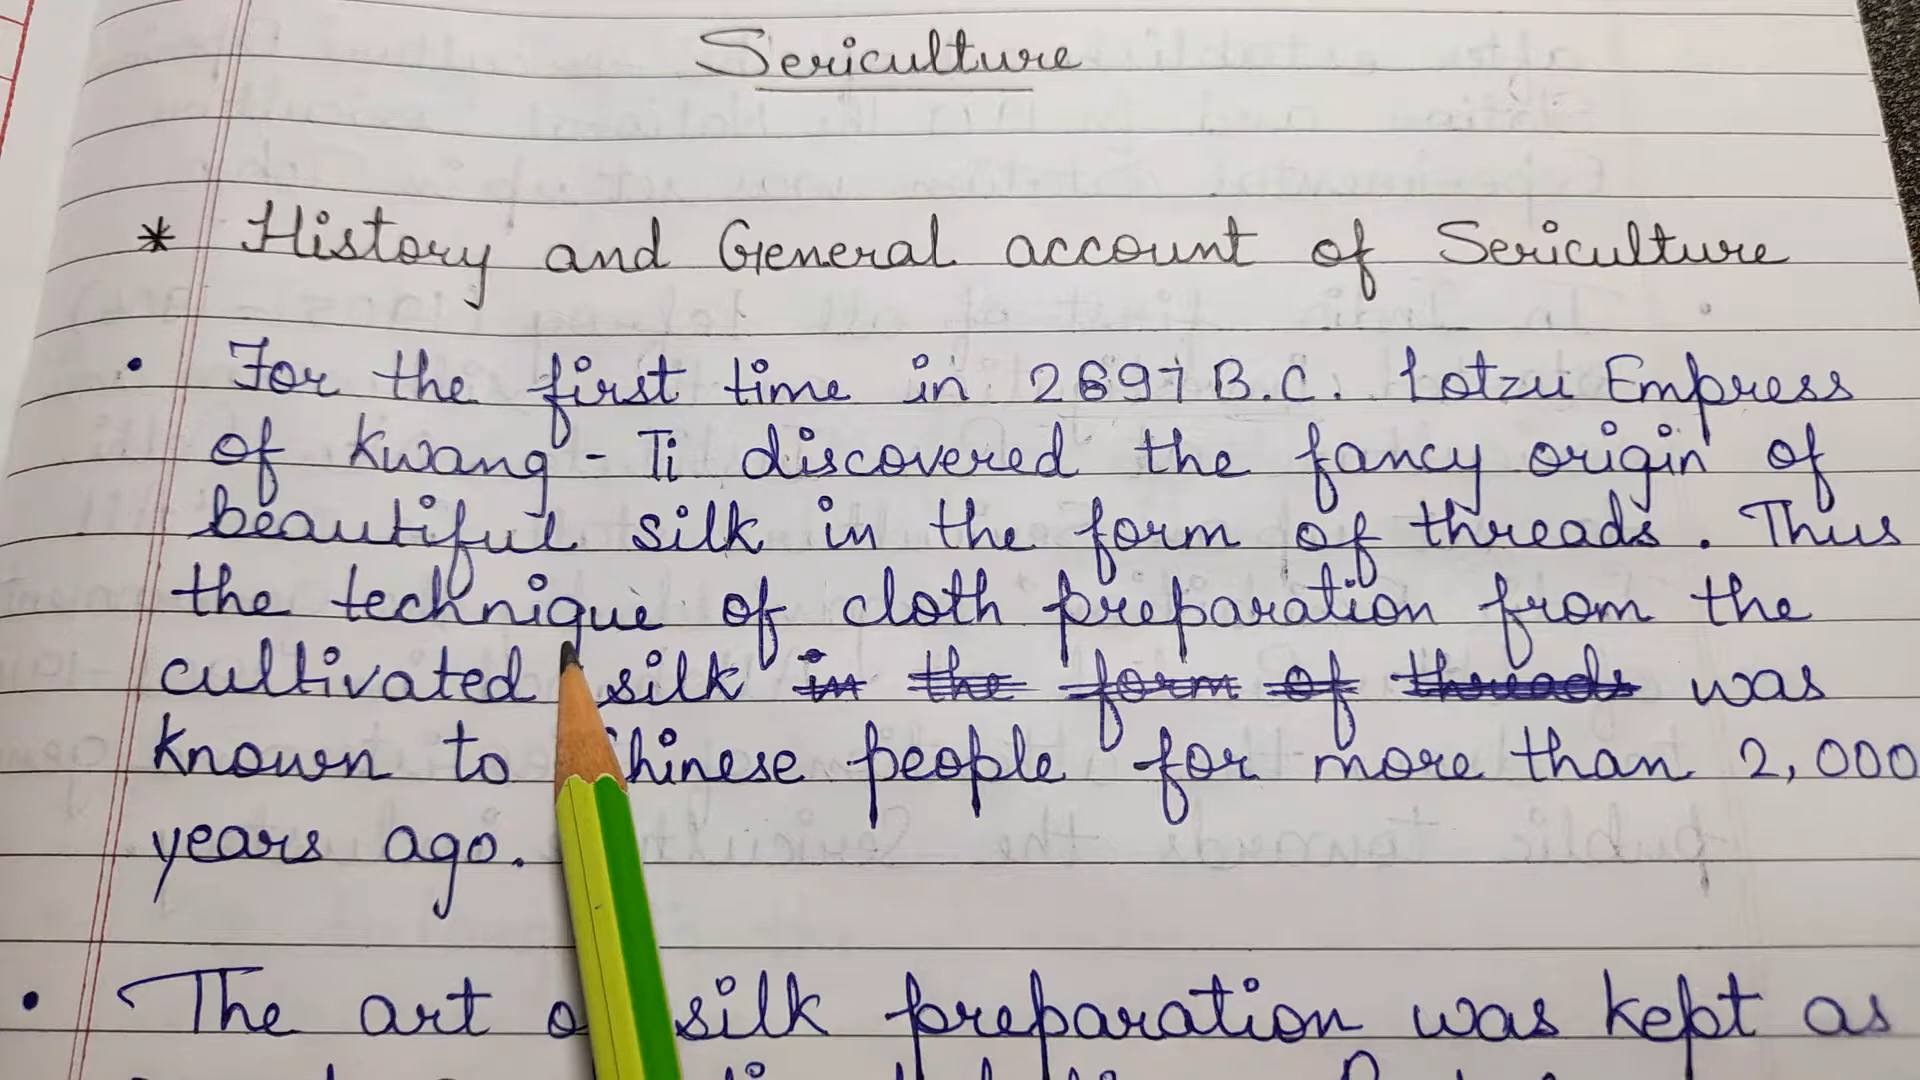 Sericulture
* History and General account of Sericulture
• For the first time in 2697 B.C. Lotzu Empress
of Kwang-Ti discovered the fancy origin of
beautiful silk in the form of threads. Thus
the technique of cloth preparation from the
cultivated silk in the form of threads was
known to Chinese people for more than 2,000
years ago.
• The art of silk preparation was kept as